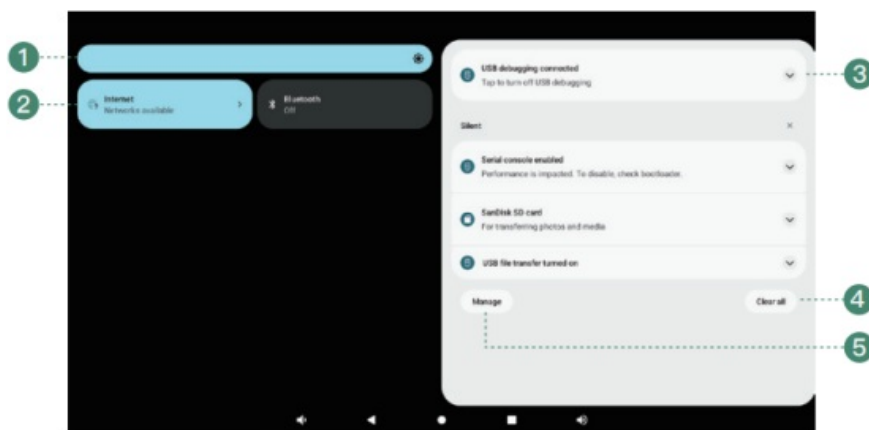 1
2
Internet
Networks available
Bluetooth
Off
USB debugging connected
Tap to turn off USB debugging
3
Silent
Serial console enabled
Performance is impacted. To disable, check bootloader.
SanDisk SD card
For transferring photos and media
USB file transfer turned on
Manage
Clear all
4
5